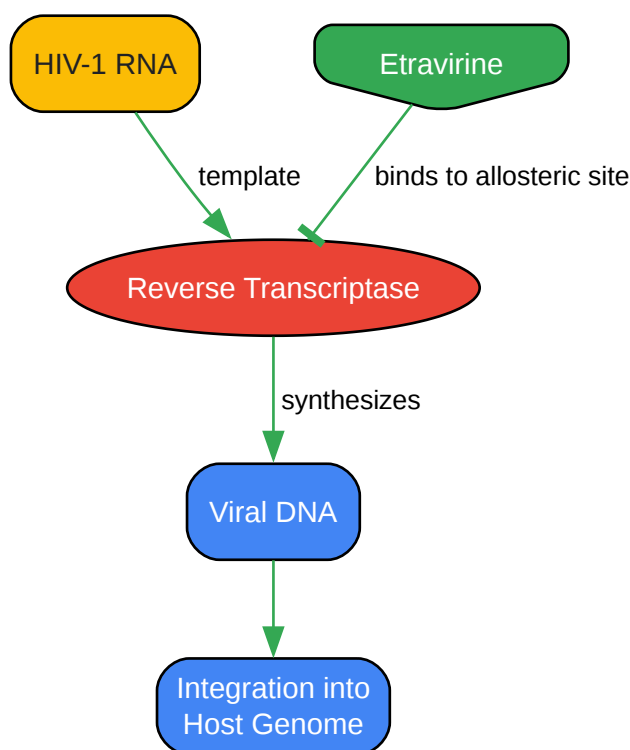 HIV-1 RNA
Etravirine
template
binds to allosteric site
Reverse Transcriptase
synthesizes
Viral DNA
Integration into
Host Genome